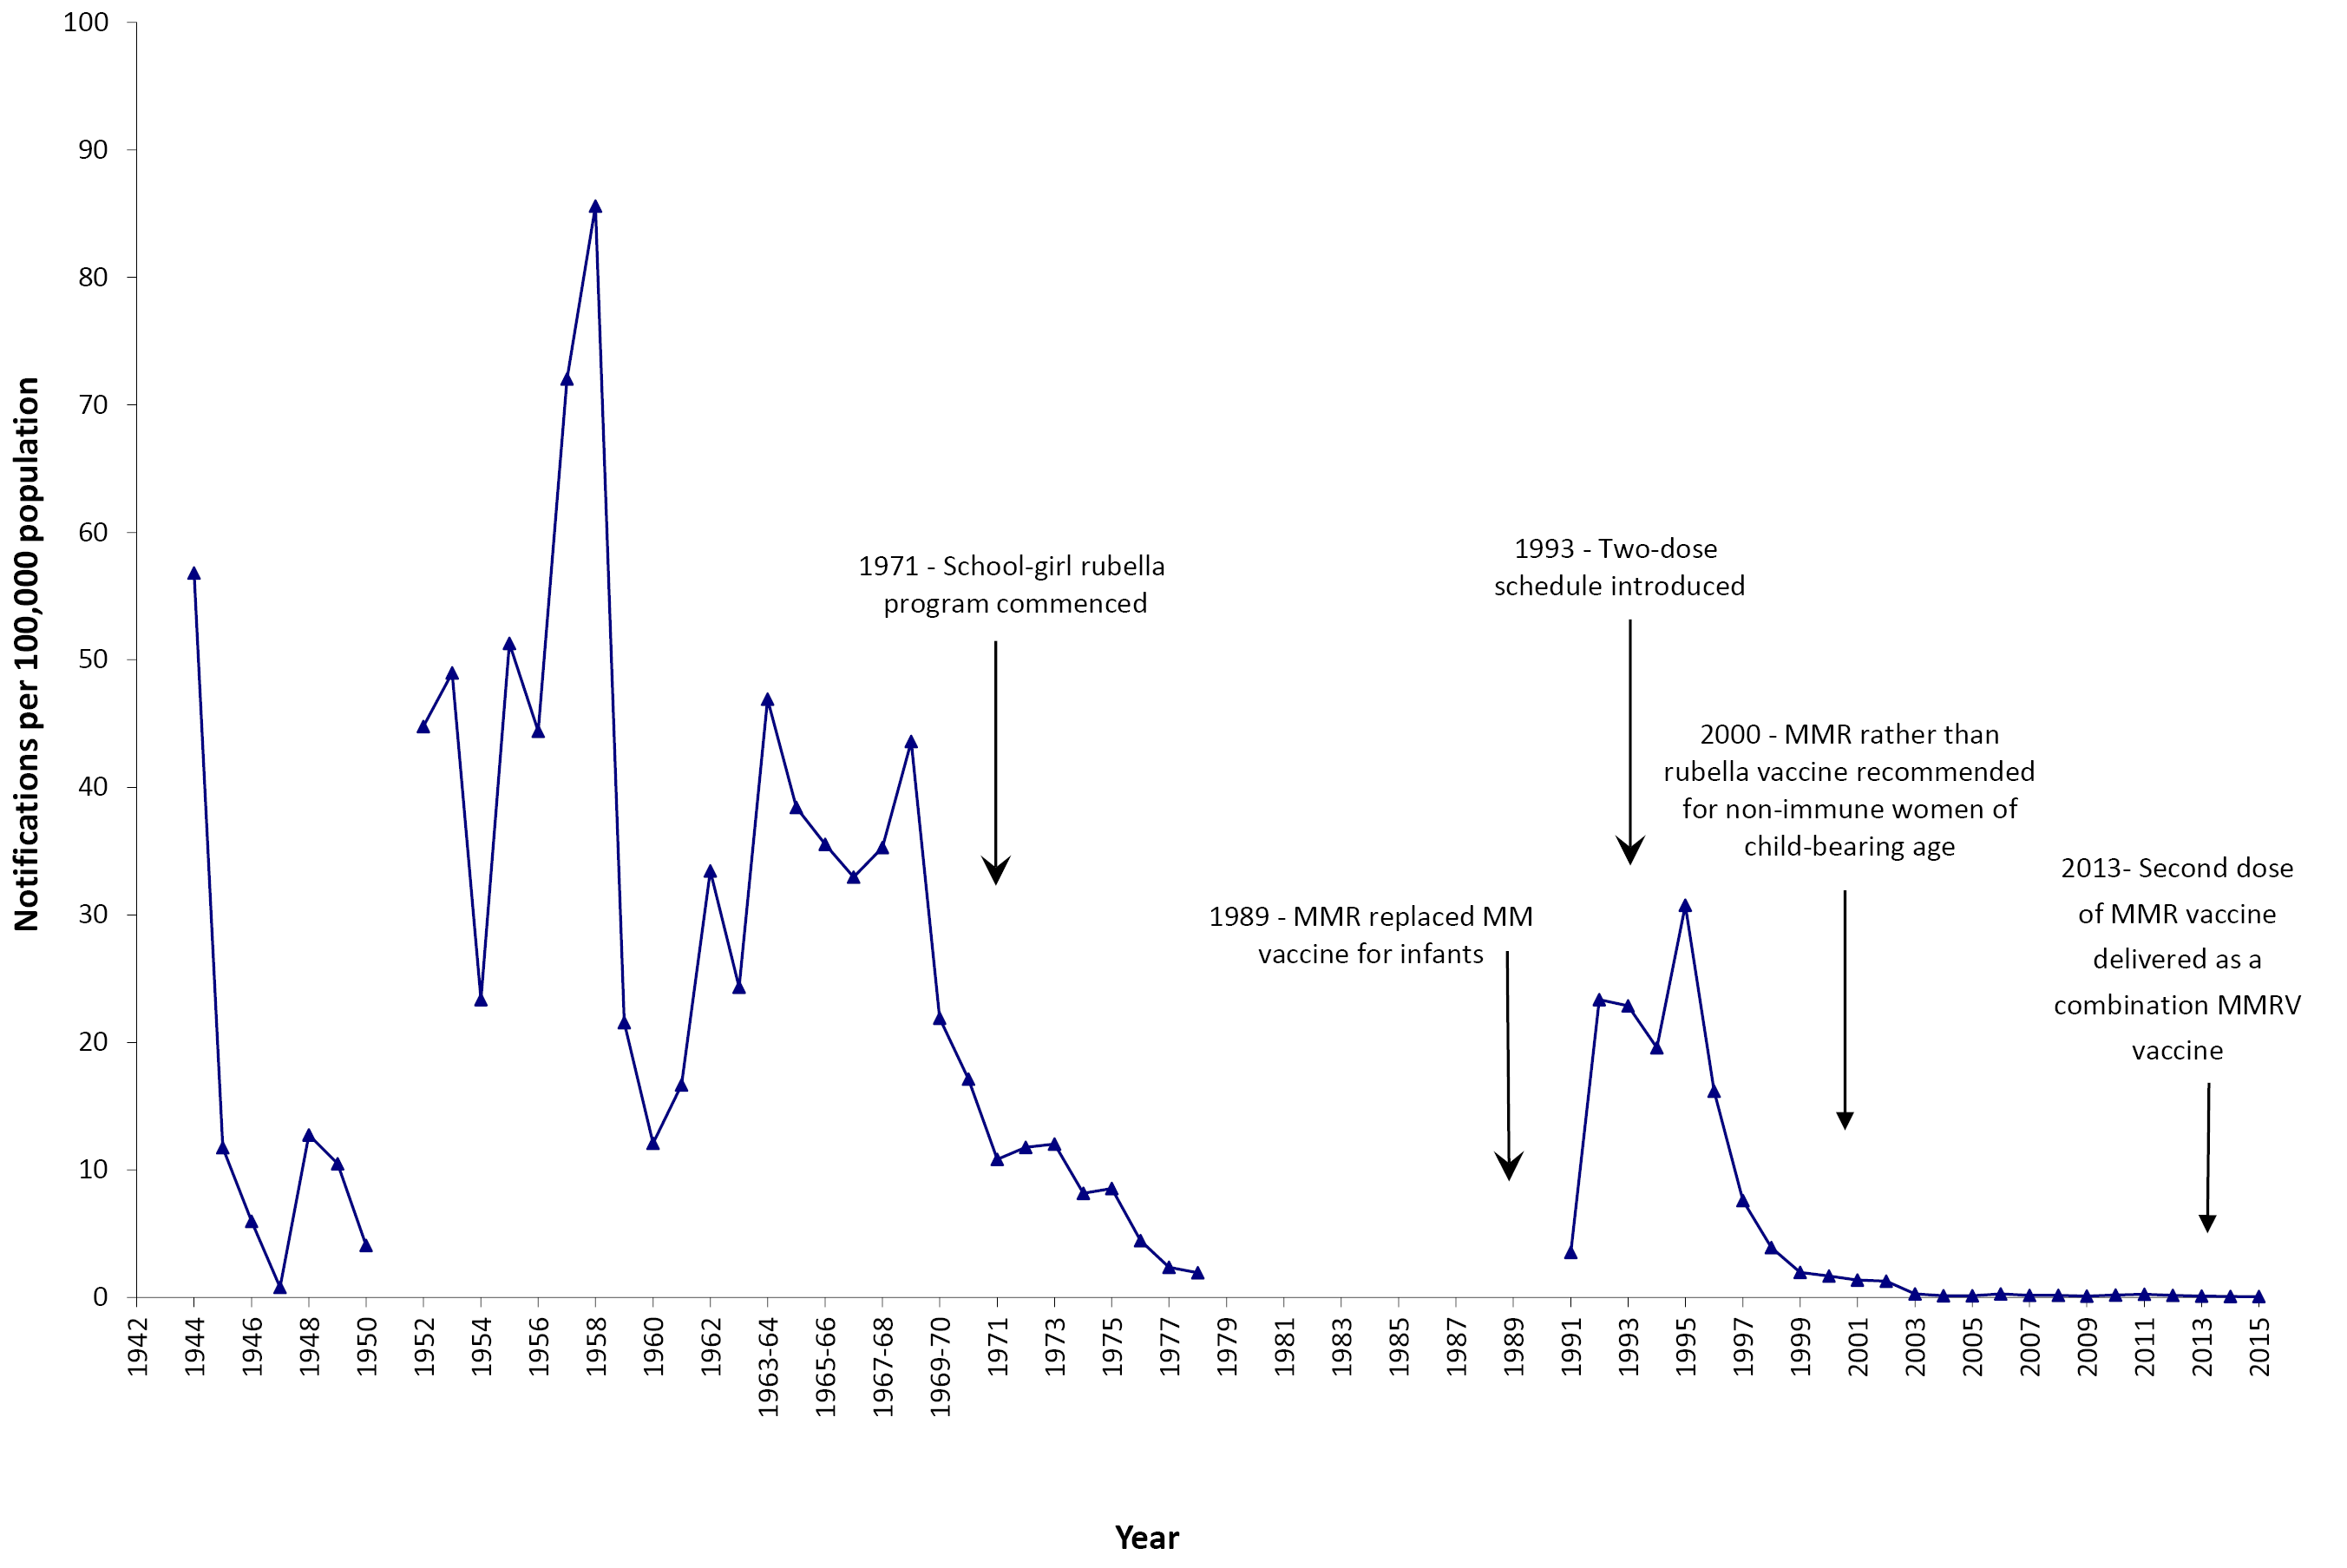 100
90
80
70
60
50
40
30
20
10
0
Notifications per 100,000 population
1971 - School-girl rubella
program commenced
1989 - MMR replaced MM
vaccine for infants
1993 - Two-dose
schedule introduced
2000 - MMR rather than
rubella vaccine recommended
for non-immune women of
child-bearing age
2013- Second dose
of MMR vaccine
delivered as a
combination MMRV
vaccine
1942
1944
1946
1948
1950
1952
1954
1956
1958
1960
1962
1963-64
1965-66
1967-68
1969-70
1971
1973
1975
1977
1979
1981
1983
1985
1987
1989
1991
1993
1995
1997
1999
2001
2003
2005
2007
2009
2011
2013
2015
Year